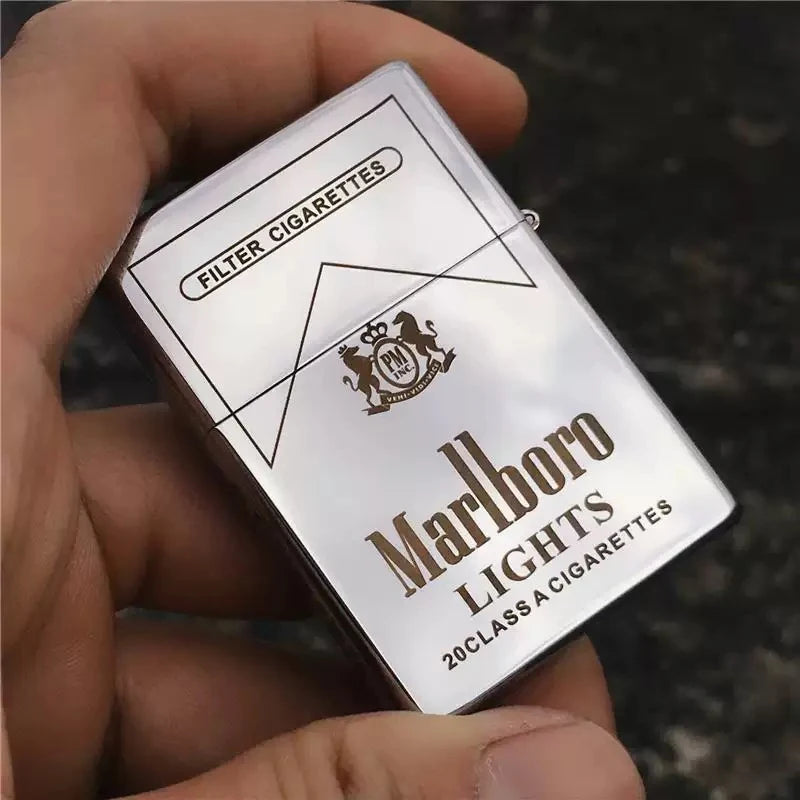 FILTER CIGARETTES
PM
INC.
VENI·VIDI·VICI
Marlboro
LIGHTS
20CLASS A CIGARETTES